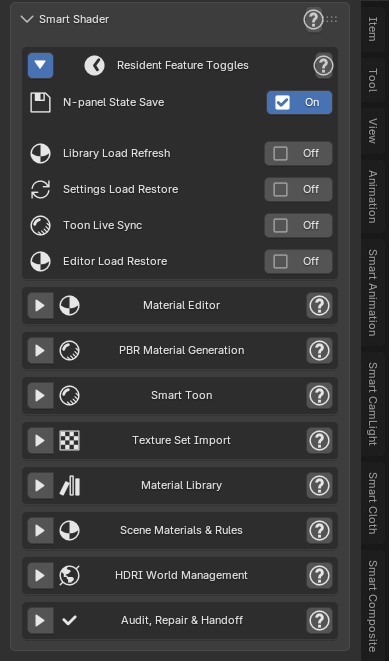 Smart Shader
Resident Feature Toggles
N-panel State Save On
Library Load Refresh Off
Settings Load Restore Off
Toon Live Sync Off
Editor Load Restore Off
Material Editor
PBR Material Generation
Smart Toon
Texture Set Import
Material Library
Scene Materials & Rules
HDRI World Management
Audit, Repair & Handoff
Item
Tool
View
Animation
Smart Animation
Smart CamLight
Smart Cloth
Smart Composite